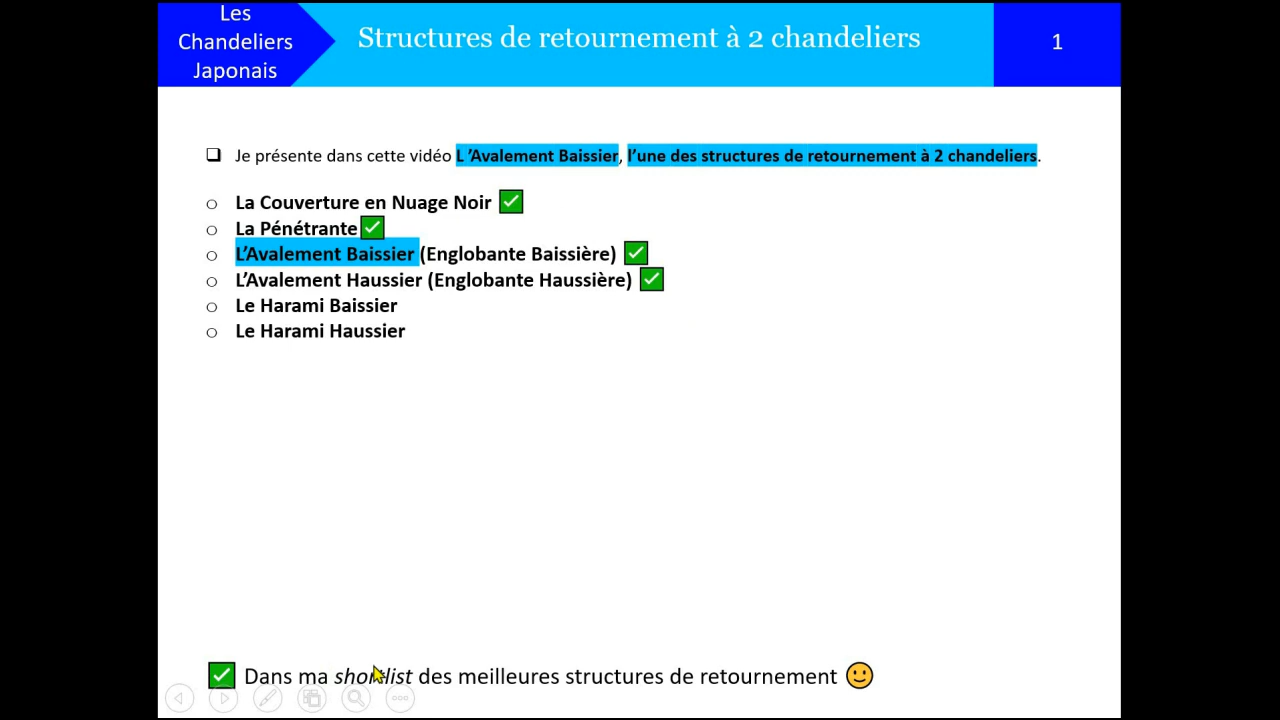 Les
Chandeliers
Japonais
Structures de retournement à 2 chandeliers
1
Je présente dans cette vidéo L ’Avalement Baissier, l’une des structures de retournement à 2 chandeliers.
La Couverture en Nuage Noir
La Pénétrante
L’Avalement Baissier (Englobante Baissière)
L’Avalement Haussier (Englobante Haussière)
Le Harami Baissier
Le Harami Haussier
Dans ma shortlist des meilleures structures de retournement